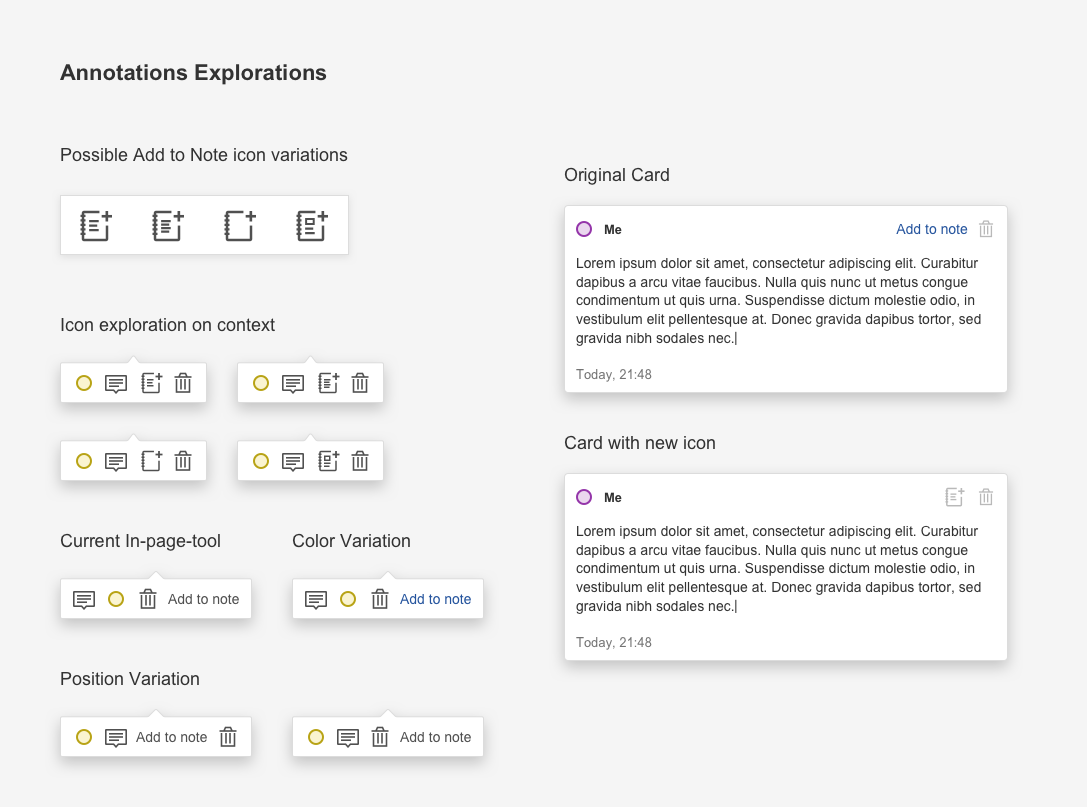 Annotations Explorations
Possible Add to Note icon variations
Icon exploration on context
Current In-page-tool
Color Variation
Add to note
Add to note
Position Variation
Add to note
Add to note
Original Card
Me
Add to note
Lorem ipsum dolor sit amet, consectetur adipiscing elit. Curabitur
dapibus a arcu vitae faucibus. Nulla quis nunc ut metus congue
condimentum ut quis urna. Suspendisse dictum molestie odio, in
vestibulum elit pellentesque at. Donec gravida dapibus tortor, sed
gravida nibh sodales nec.
Today, 21:48
Card with new icon
Me
Lorem ipsum dolor sit amet, consectetur adipiscing elit. Curabitur
dapibus a arcu vitae faucibus. Nulla quis nunc ut metus congue
condimentum ut quis urna. Suspendisse dictum molestie odio, in
vestibulum elit pellentesque at. Donec gravida dapibus tortor, sed
gravida nibh sodales nec.
Today, 21:48